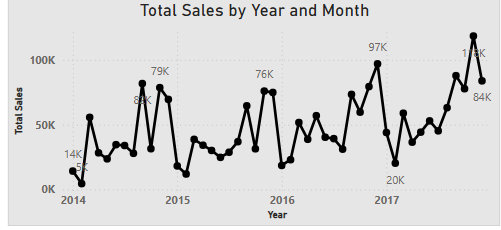 Total Sales by Year and Month
Total Sales
100K
50K
0K
14K
5K
79K
76K
97K
20K
84K
2014
2015
2016
2017
Year